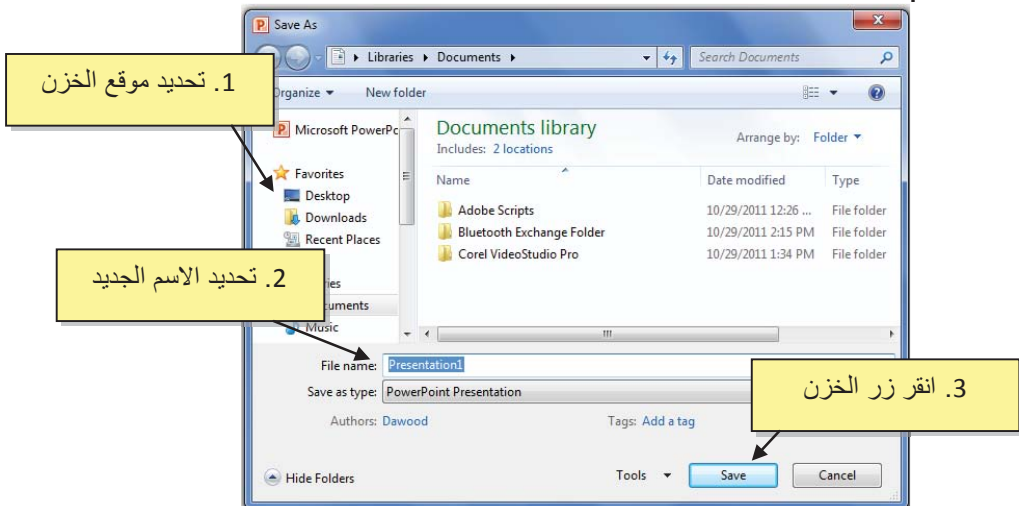 Save As
Libraries ▸ Documents ▸
Search Documents
1. تحديد موقع الخزن
Organize
New folder
Microsoft PowerPc
Documents library
Includes: 2 locations
Arrange by: Folder
Favorites
Name
Date modified
Type
Desktop
Adobe Scripts
10/29/2011 12:26 ...
File folder
Downloads
Bluetooth Exchange Folder
10/29/2011 2:15 PM
File folder
Recent Places
Corel VideoStudio Pro
10/29/2011 1:34 PM
File folder
2. تحديد الاسم الجديد
Music
File name: Presentation1
Save as type: PowerPoint Presentation
3. انقر زر الخزن
Authors: Dawood
Tags: Add a tag
Hide Folders
Tools
Save
Cancel